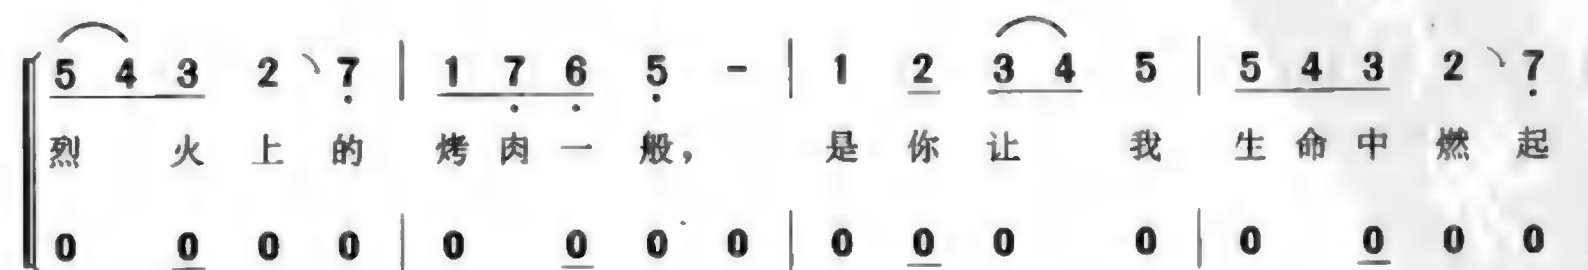 5 4 3 2 7 | 1 7 6 5 - | 1 2 3 4 5 | 5 4 3 2 7
烈 火 上 的 烤 肉 一 般， 是 你 让 我 生 命 中 燃 起
0 0 0 0 | 0 0 0 0 | 0 0 0 0 | 0 0 0 0